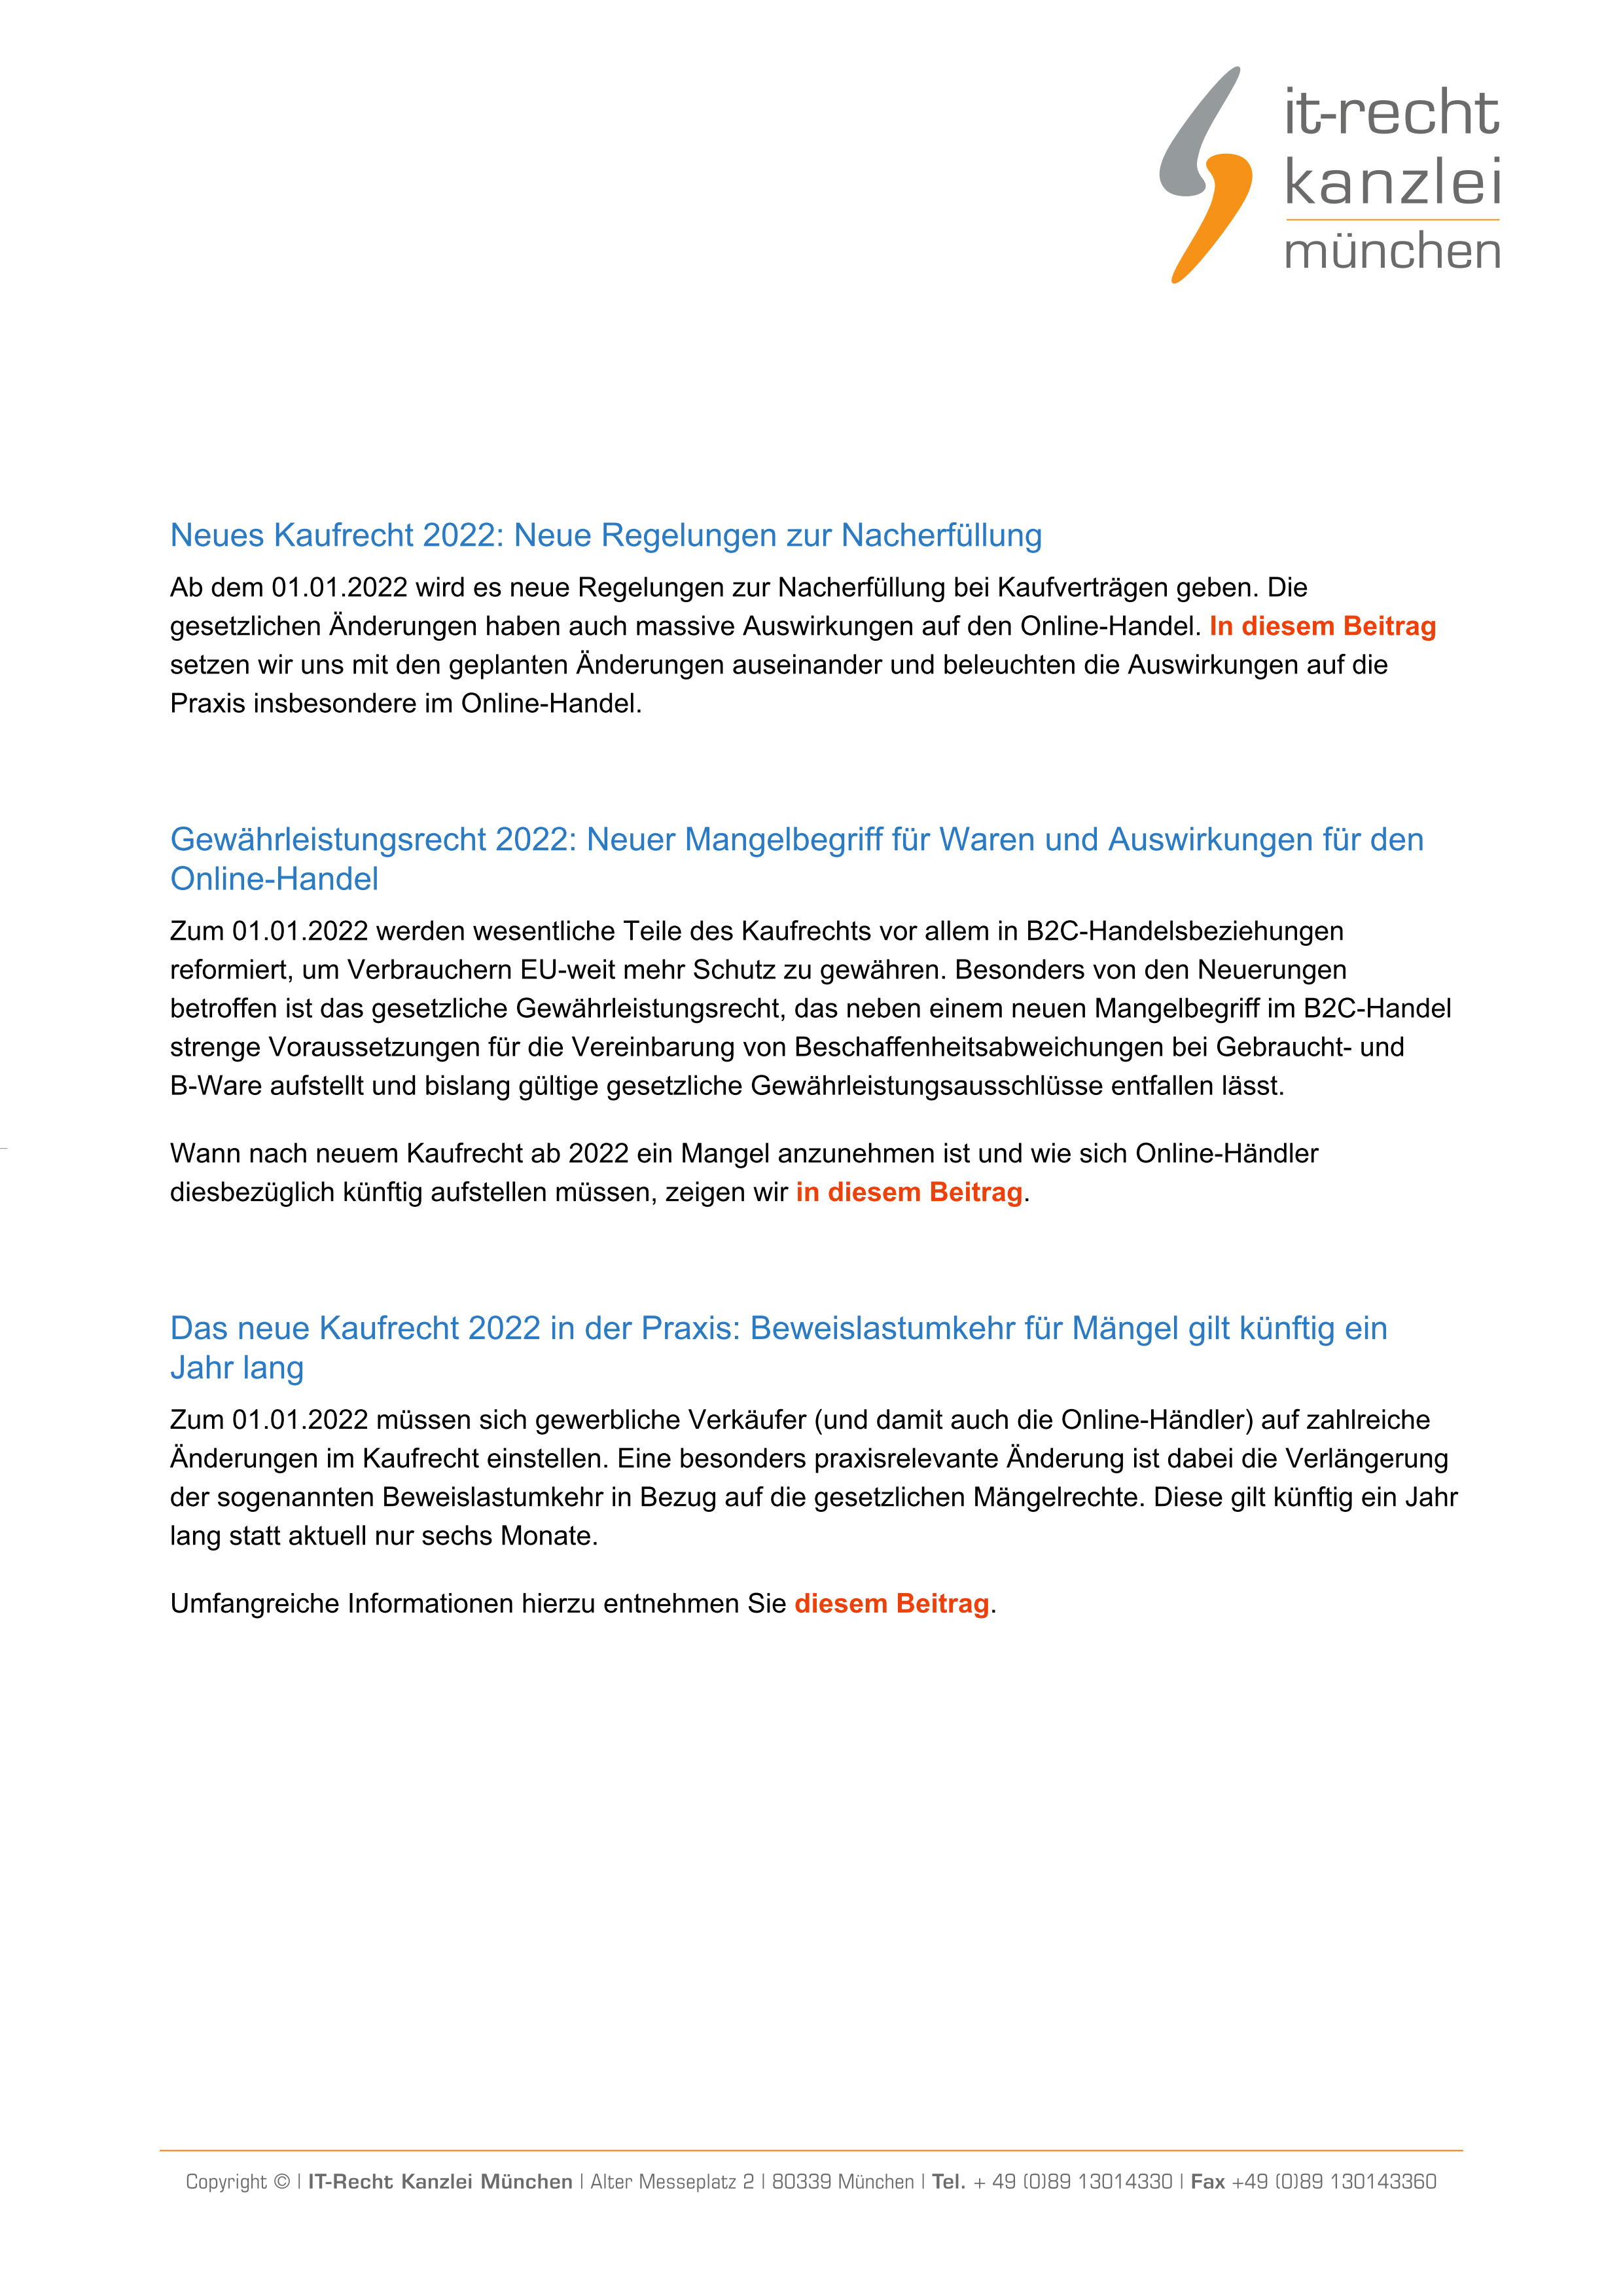 it-recht
kanzlei
münchen
Neues Kaufrecht 2022: Neue Regelungen zur Nacherfüllung
Ab dem 01.01.2022 wird es neue Regelungen zur Nacherfüllung bei Kaufverträgen geben. Die
gesetzlichen Änderungen haben auch massive Auswirkungen auf den Online-Handel. In diesem Beitrag
setzen wir uns mit den geplanten Änderungen auseinander und beleuchten die Auswirkungen auf die
Praxis insbesondere im Online-Handel.
Gewährleistungsrecht 2022: Neuer Mangelbegriff für Waren und Auswirkungen für den
Online-Handel
Zum 01.01.2022 werden wesentliche Teile des Kaufrechts vor allem in B2C-Handelsbeziehungen
reformiert, um Verbrauchern EU-weit mehr Schutz zu gewähren. Besonders von den Neuerungen
betroffen ist das gesetzliche Gewährleistungsrecht, das neben einem neuen Mangelbegriff im B2C-Handel
strenge Voraussetzungen für die Vereinbarung von Beschaffenheitsabweichungen bei Gebraucht- und
B-Ware aufstellt und bislang gültige gesetzliche Gewährleistungsausschlüsse entfallen lässt.
Wann nach neuem Kaufrecht ab 2022 ein Mangel anzunehmen ist und wie sich Online-Händler
diesbezüglich künftig aufstellen müssen, zeigen wir in diesem Beitrag.
Das neue Kaufrecht 2022 in der Praxis: Beweislastumkehr für Mängel gilt künftig ein
Jahr lang
Zum 01.01.2022 müssen sich gewerbliche Verkäufer (und damit auch die Online-Händler) auf zahlreiche
Änderungen im Kaufrecht einstellen. Eine besonders praxisrelevante Änderung ist dabei die Verlängerung
der sogenannten Beweislastumkehr in Bezug auf die gesetzlichen Mängelrechte. Diese gilt künftig ein Jahr
lang statt aktuell nur sechs Monate.
Umfangreiche Informationen hierzu entnehmen Sie diesem Beitrag.
Copyright © | IT-Recht Kanzlei München | Alter Messeplatz 2 | 80339 München | Tel. + 49 (0)89 13014330 | Fax +49 (0)89 130143360